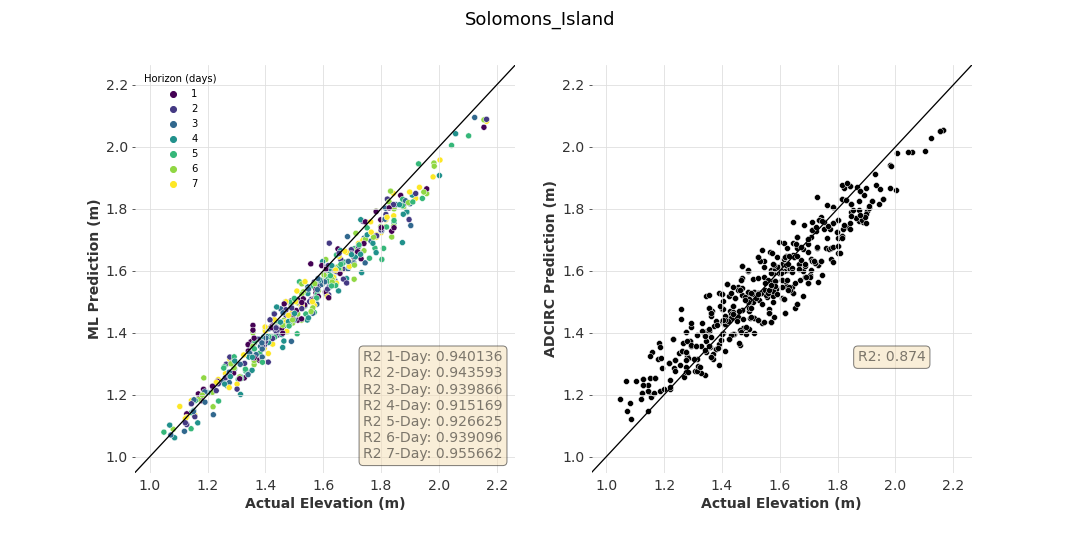 Solomons_Island
ML Prediction (m)
2.2
2.0
1.8
1.6
1.4
1.2
1.0
Horizon (days)
1
2
3
4
5
6
7
R2 1-Day: 0.940136
R2 2-Day: 0.943593
R2 3-Day: 0.939866
R2 4-Day: 0.915169
R2 5-Day: 0.926625
R2 6-Day: 0.939096
R2 7-Day: 0.955662
1.0 1.2 1.4 1.6 1.8 2.0 2.2
Actual Elevation (m)
ADCIRC Prediction (m)
2.2
2.0
1.8
1.6
1.4
1.2
1.0
R2: 0.874
1.0 1.2 1.4 1.6 1.8 2.0 2.2
Actual Elevation (m)